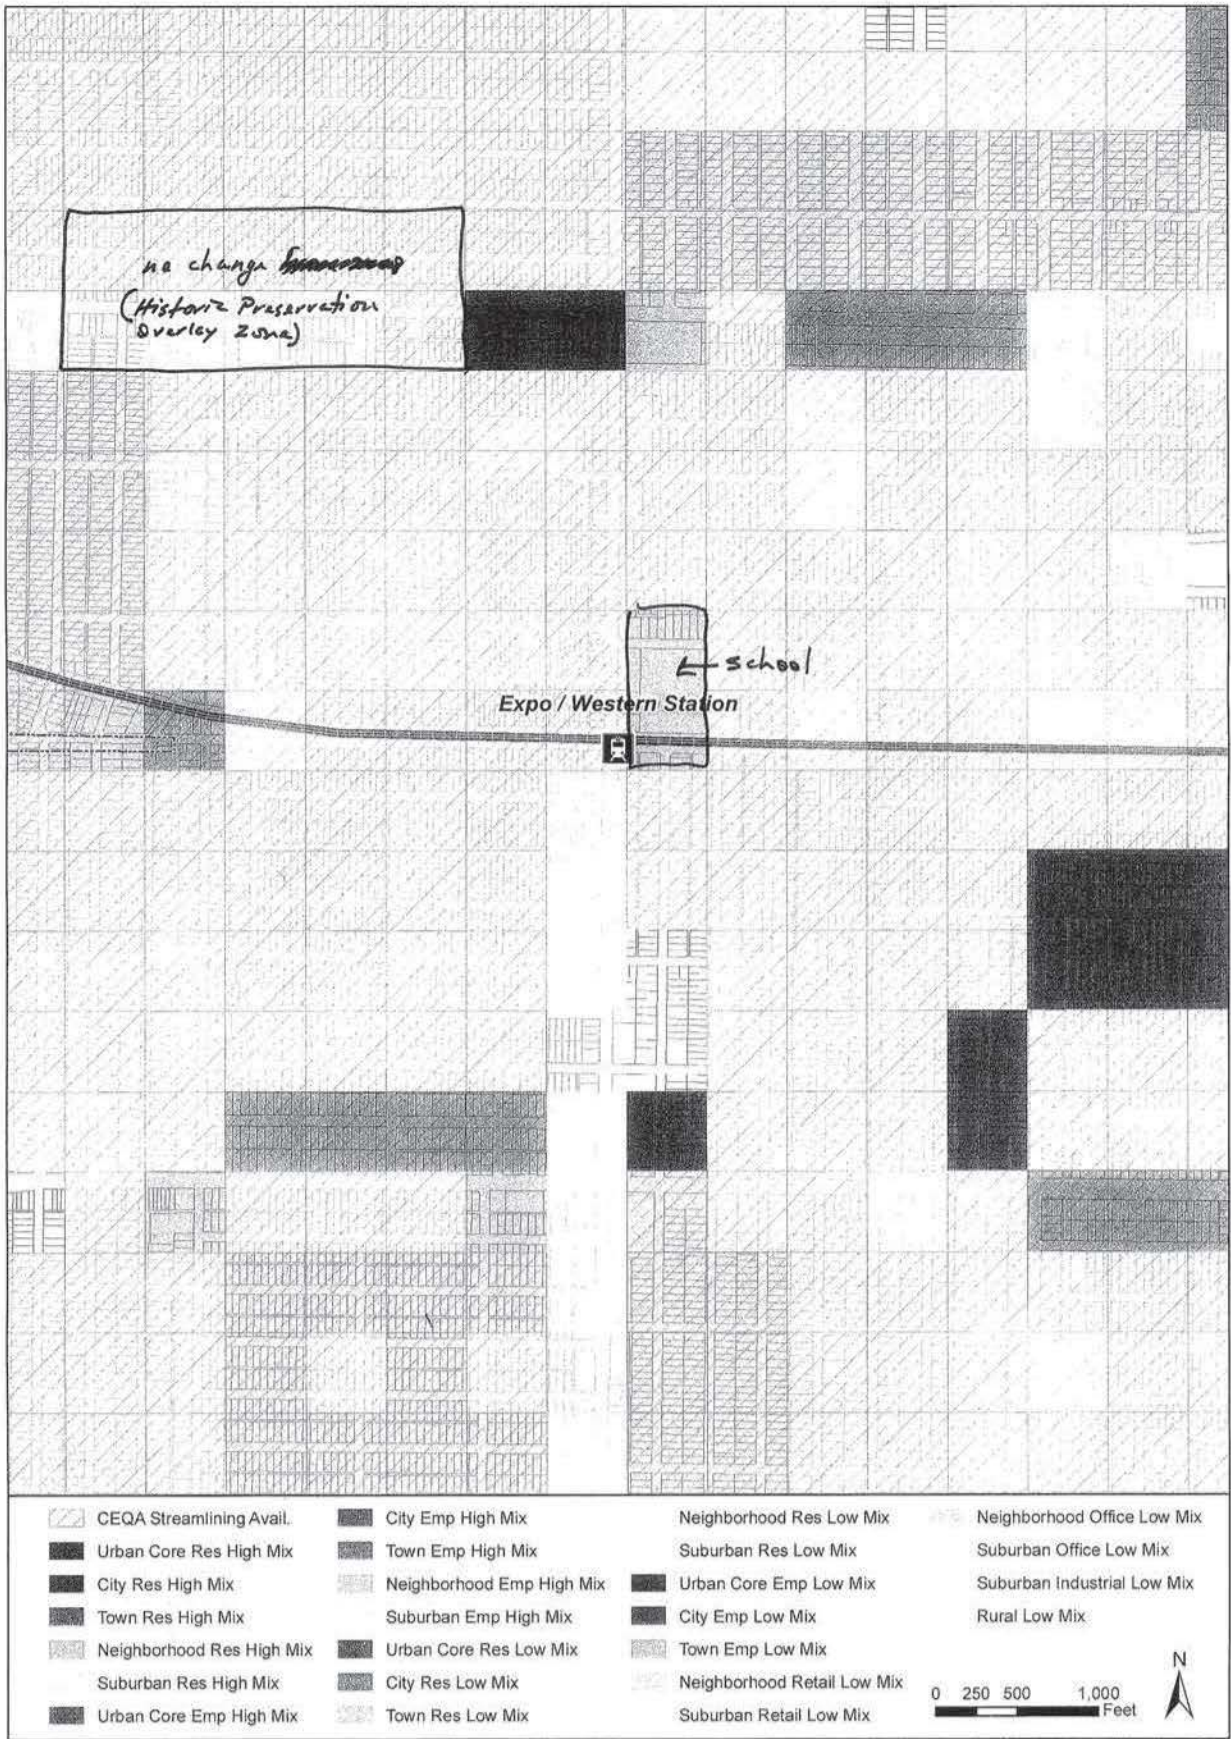 na change
(Historic Preservation
Overlay Zone)
← school
Expo / Western Station
CEQA Streamlining Avail.
Urban Core Res High Mix
City Res High Mix
Town Res High Mix
Neighborhood Res High Mix
Suburban Res High Mix
Urban Core Emp High Mix
City Emp High Mix
Town Emp High Mix
Neighborhood Emp High Mix
Suburban Emp High Mix
Urban Core Res Low Mix
City Res Low Mix
Town Res Low Mix
Neighborhood Res Low Mix
Suburban Res Low Mix
Urban Core Emp Low Mix
City Emp Low Mix
Town Emp Low Mix
Neighborhood Retail Low Mix
Suburban Retail Low Mix
Neighborhood Office Low Mix
Suburban Office Low Mix
Suburban Industrial Low Mix
Rural Low Mix
N
0 250 500 1,000
Feet